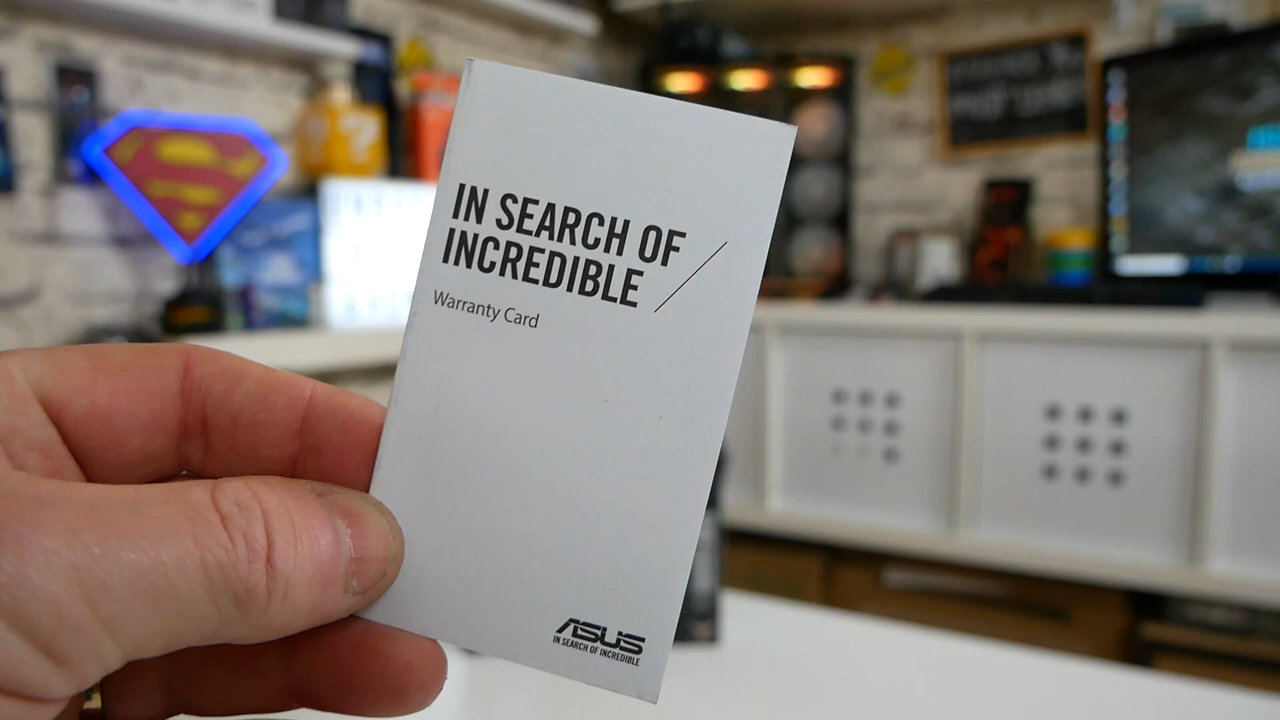 IN SEARCH OF
INCREDIBLE
Warranty Card
ASUS
IN SEARCH OF INCREDIBLE